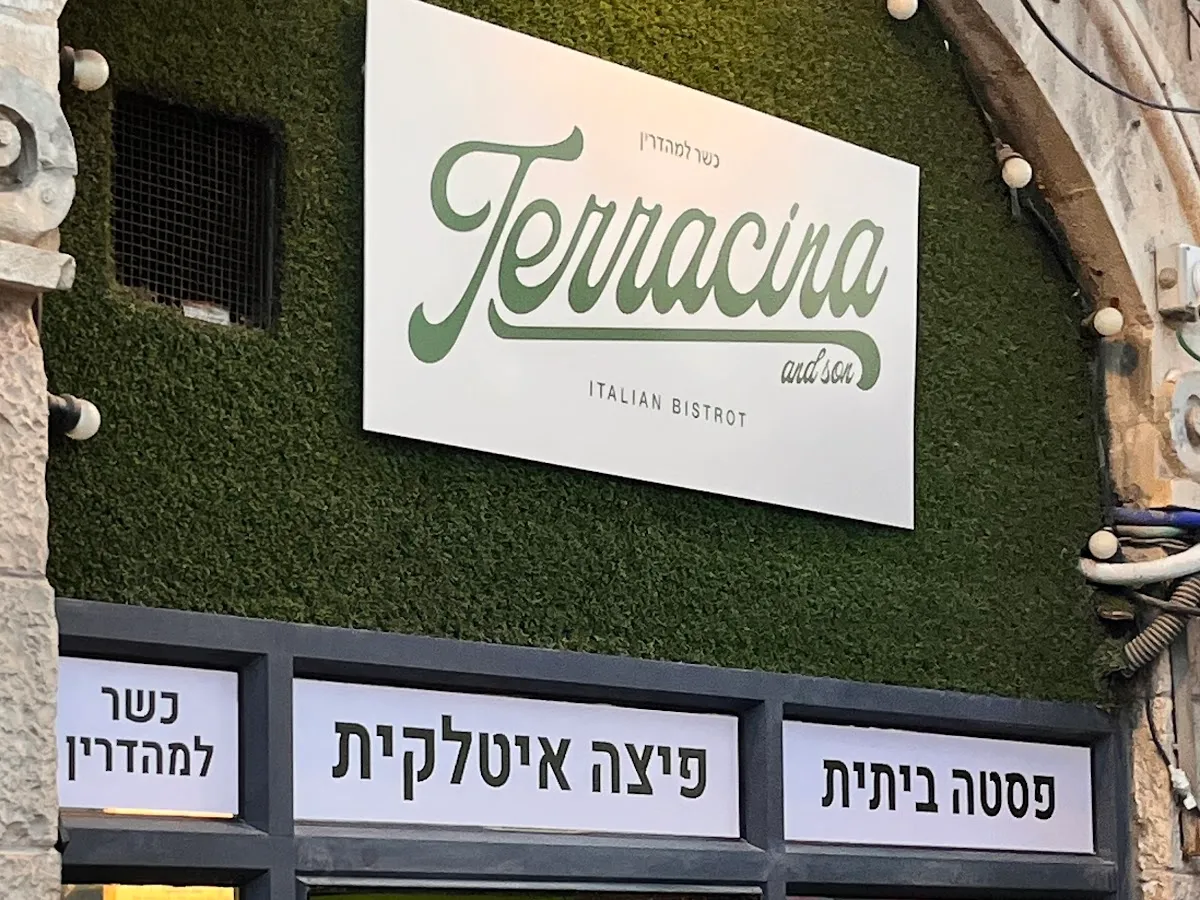 כשר למהדרין
Terracina
and son
ITALIAN BISTROT
פסטה ביתית
פיצה איטלקית
כשר
למהדרין